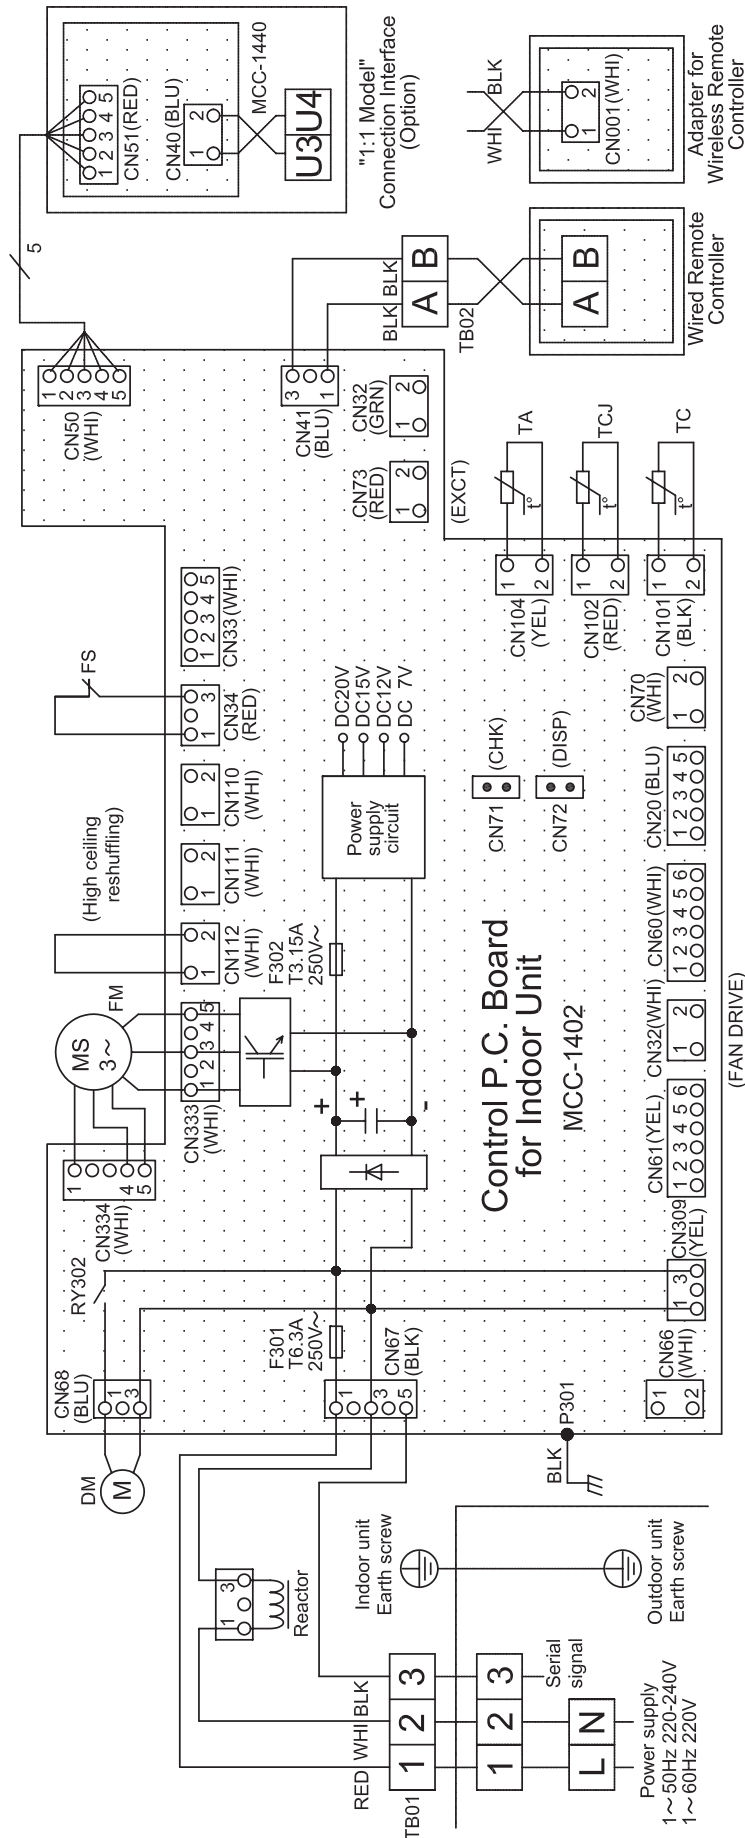 RED
WHI
BLK
1
2
3
TB01
1
2
3
L
N
Power supply
1～ 50Hz 220-240V
1～ 60Hz 220V
Serial
signal
1
3
Reactor
Indoor unit
Earth screw
Outdoor unit
Earth screw
DM
M
CN68
(BLU)
1
3
RY302
F301
T6.3A
250V～
CN67
(BLK)
1
3
5
BLK
P301
CN66
(WHI)
1
2
CN309
(YEL)
1
3
CN334
(WHI)
1
4
5
MS
3～
FM
CN333
(WHI)
1
2
3
4
5
+
+
-
Control P.C. Board
for Indoor Unit
MCC-1402
CN61(YEL)
1 2 3 4 5 6
CN32(WHI)
1 2
(FAN DRIVE)
CN60(WHI)
1 2 3 4 5 6
CN20 (BLU)
1 2 3 4 5
CN70
(WHI)
1 2
F302
T3.15A
250V～
(High ceiling
reshuffling)
CN112
(WHI)
1 2
CN111
(WHI)
1 2
CN110
(WHI)
1 2
CN34
(RED)
1 3
FS
CN33(WHI)
1 2 3 4 5
Power
supply
circuit
DC20V
DC15V
DC12V
DC 7V
CN71
(CHK)
CN72
(DISP)
CN104
(YEL)
1
2
t°
TA
CN102
(RED)
1
2
t°
TCJ
CN101
(BLK)
1
2
t°
TC
CN73
(RED)
1 2
(EXCT)
CN32
(GRN)
1 2
CN50
(WHI)
1
2
3
4
5
CN41
(BLU)
3
1
5
BLK
BLK
A
B
TB02
A
B
Wired Remote
Controller
CN51(RED)
1 2 3 4 5
CN40(BLU)
1 2
MCC-1440
U3U4
"1:1 Model"
Connection Interface
(Option)
WHI
BLK
1 2
CN001(WHI)
Adapter for
Wireless Remote
Controller